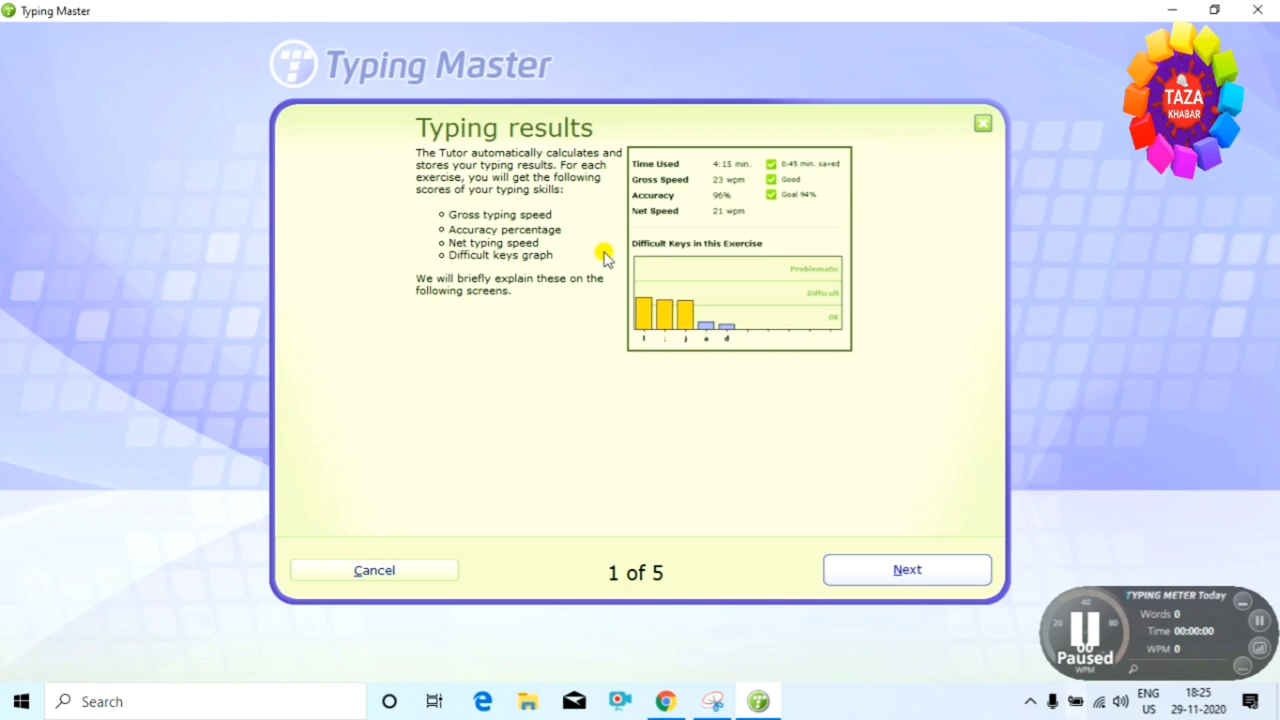 Typing Master
Typing Master
TAZA
KHABAR
Typing results
The Tutor automatically calculates and
stores your typing results. For each
exercise, you will get the following
scores of your typing skills:
Gross typing speed
Accuracy percentage
Net typing speed
Difficult keys graph
We will briefly explain these on the
following screens.
Time Used 4:15 min. 0:45 min. saved
Gross Speed 23 wpm Good
Accuracy 96% Goal 94%
Net Speed 21 wpm
Difficult Keys in this Exercise
Problematic
Difficult
OK
l ; j a d
Cancel
1 of 5
Next
TYPING METER Today
Words 0
Time 00:00:00
WPM 0
20 40 80
00
Paused
WPM
Search
ENG
US
18:25
29-11-2020